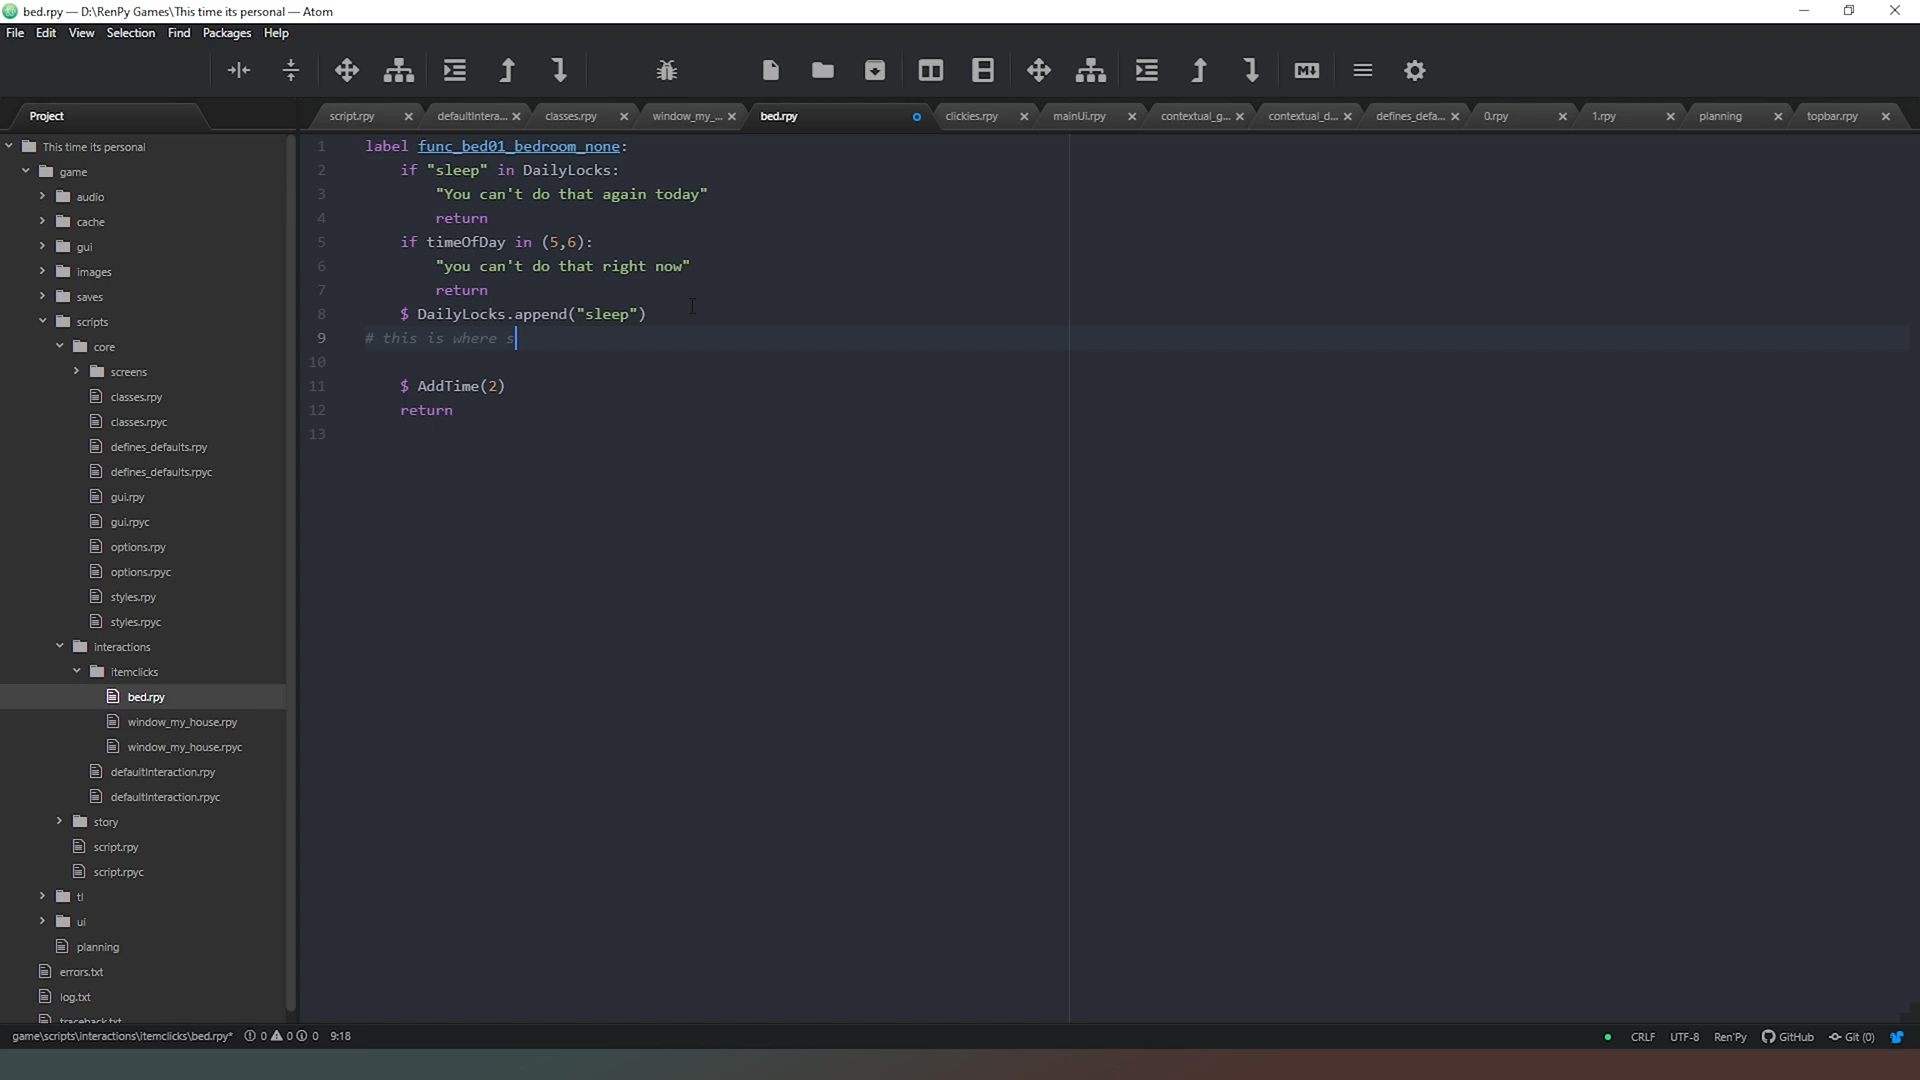 bed.rpy — D:\RenPy Games\This time its personal — Atom
File Edit View Selection Find Packages Help
Project
script.rpy
defaultIntera...
classes.rpy
window_my_...
bed.rpy
clickies.rpy
mainUi.rpy
contextual_g...
contextual_d...
defines_defa...
0.rpy
1.rpy
planning
topbar.rpy
This time its personal
game
audio
cache
gui
images
saves
scripts
core
screens
classes.rpy
classes.rpyc
defines_defaults.rpy
defines_defaults.rpyc
gui.rpy
gui.rpyc
options.rpy
options.rpyc
styles.rpy
styles.rpyc
interactions
itemclicks
bed.rpy
window_my_house.rpy
window_my_house.rpyc
defaultInteraction.rpy
defaultInteraction.rpyc
story
script.rpy
script.rpyc
tl
ui
planning
errors.txt
log.txt
traceback.txt
1 label func_bed01_bedroom_none:
2 if "sleep" in DailyLocks:
3 "You can't do that again today"
4 return
5 if timeOfDay in (5,6):
6 "you can't do that right now"
7 return
8 $ DailyLocks.append("sleep")
9 # this is where s
10
11 $ AddTime(2)
12 return
13
game\scripts\interactions\itemclicks\bed.rpy* 0 0 0 9:18
CRLF UTF-8 Ren'Py GitHub Git (0)